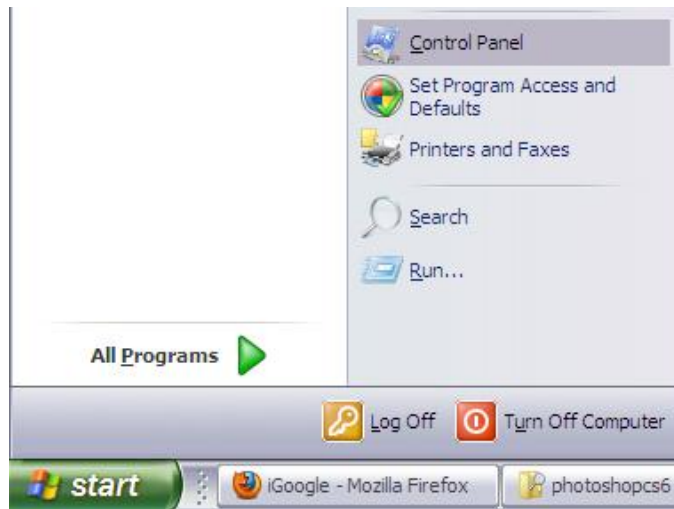 Control Panel
Set Program Access and
Defaults
Printers and Faxes
Search
Run...
All Programs
Log Off
Turn Off Computer
start
iGoogle - Mozilla Firefox
photoshopcs6